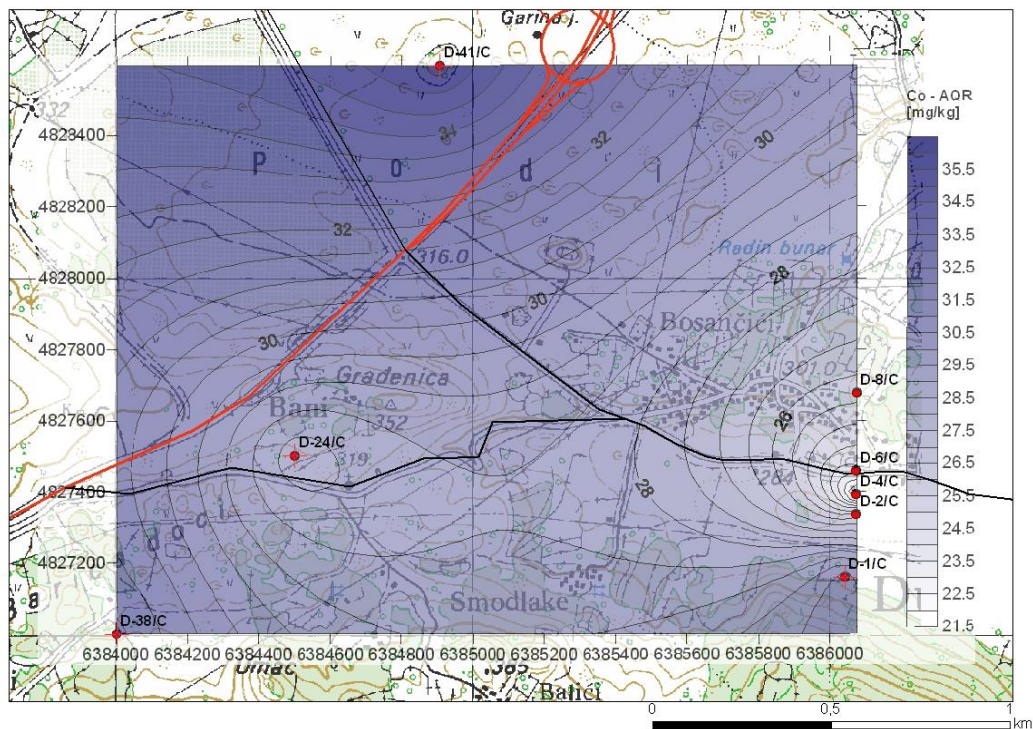 Garino j.
D-41/C
Co - AQR
[mg/kg]
332
4823400
34
32
30
35.5
P o d i
34.5
33.5
4828200
32
32.5
316.0
Radin bunar
31.5
4828000
28
30.5
30
29.5
4827800
30
Bosančići
28.5
Gradenica
301.0
D-8/C
27.5
Bani
352
26
4827600
D-24/C
319
D-6/C
26.5
284
D-4/C
4827400
28
25.5
D-2/C
24.5
4827200
D-1/C
23.5
Smodlake
Di
22.5
D-38/C
21.5
6384000 6384200 6384400 6384600 6384800 6385000 6385200 6385400 6385600 6385800 6386000
.385
Balići
0 0,5 1
km